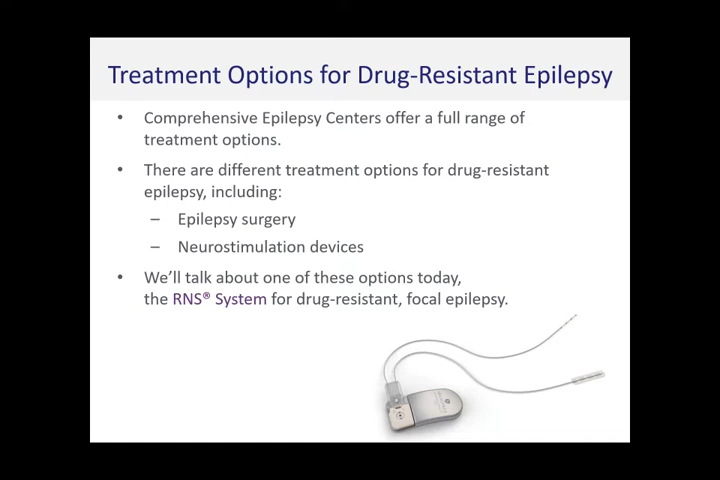 Treatment Options for Drug-Resistant Epilepsy
• Comprehensive Epilepsy Centers offer a full range of
treatment options.
• There are different treatment options for drug-resistant
epilepsy, including:
– Epilepsy surgery
– Neurostimulation devices
• We'll talk about one of these options today,
the RNS® System for drug-resistant, focal epilepsy.